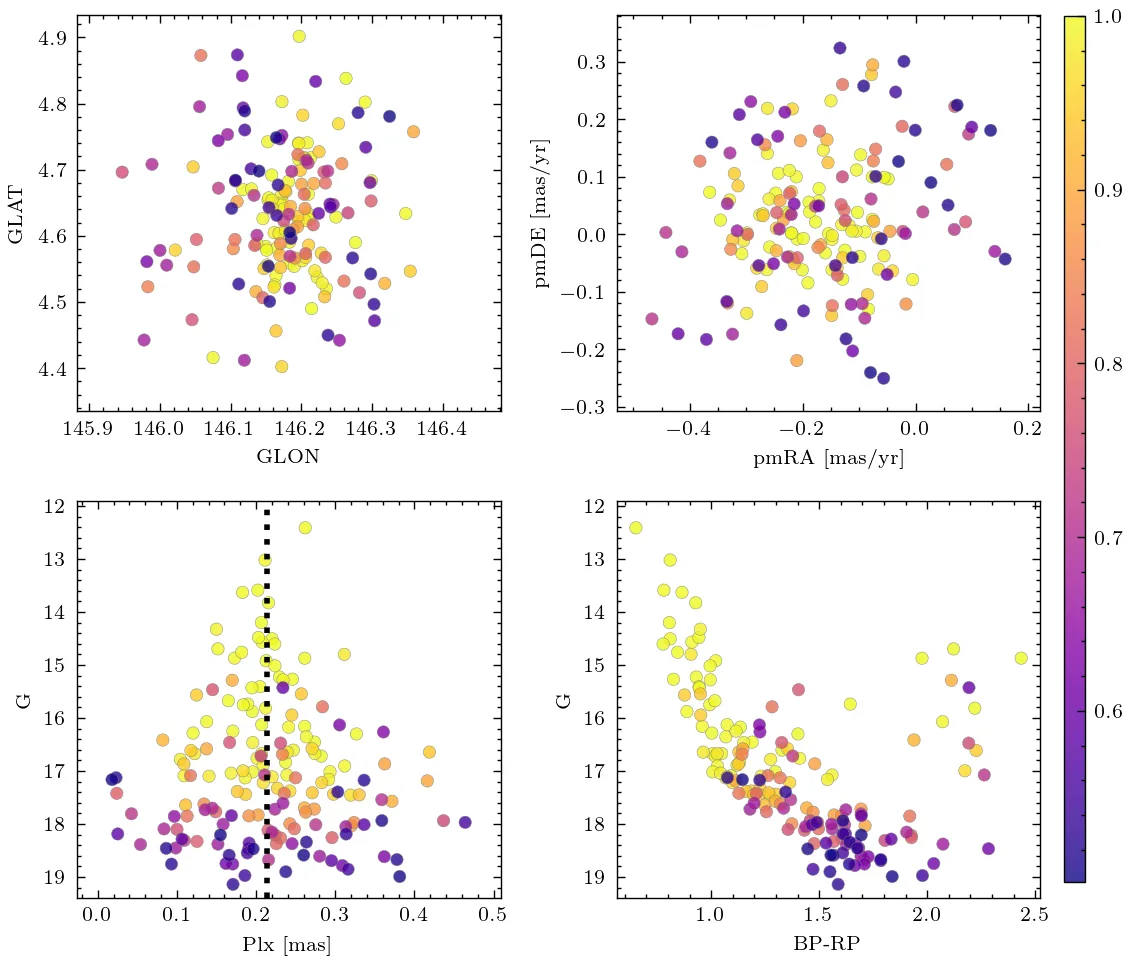 4.9
4.8
4.7
4.6
4.5
4.4
GLAT
145.9 146.0 146.1 146.2 146.3 146.4
GLON
0.3
0.2
0.1
0.0
−0.1
−0.2
−0.3
pmDE [mas/yr]
−0.4 −0.2 0.0 0.2
pmRA [mas/yr]
12
13
14
15
16
17
18
19
G
0.0 0.1 0.2 0.3 0.4 0.5
Plx [mas]
12
13
14
15
16
17
18
19
G
1.0 1.5 2.0 2.5
BP-RP
1.0
0.9
0.8
0.7
0.6